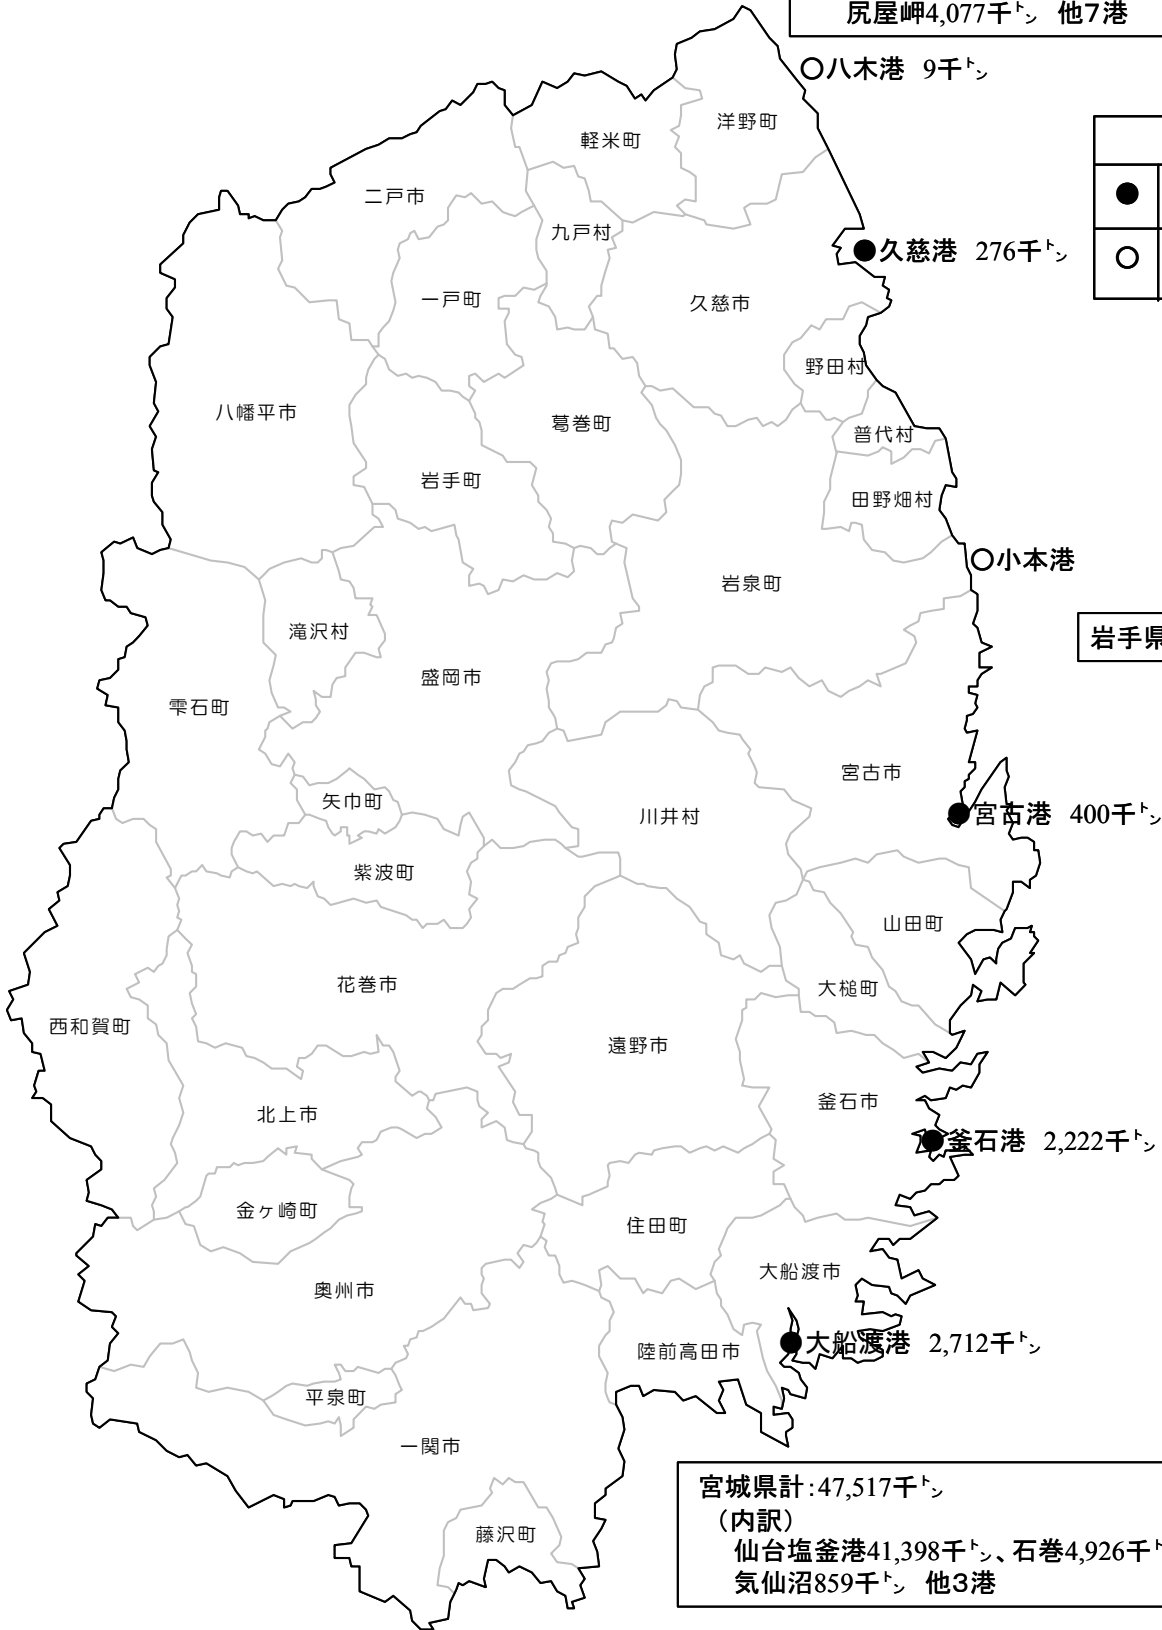 尻屋岬4,077千㌧ 他7港
八木港 9千㌧
洋野町
軽米町
二戸市
九戸村
久慈港 276千㌧
一戸町
久慈市
野田村
八幡平市
葛巻町
普代村
岩手町
田野畑村
小本港
岩泉町
滝沢村
岩手県
盛岡市
雫石町
宮古市
矢巾町
宮古港 400千㌧
川井村
紫波町
山田町
花巻市
大槌町
西和賀町
遠野市
釜石市
北上市
釜石港 2,222千㌧
金ヶ崎町
住田町
大船渡市
奥州市
大船渡港 2,712千㌧
陸前高田市
平泉町
一関市
宮城県計:47,517千㌧
(内訳)
仙台塩釜港41,398千㌧、石巻4,926千㌧
気仙沼859千㌧ 他3港
藤沢町